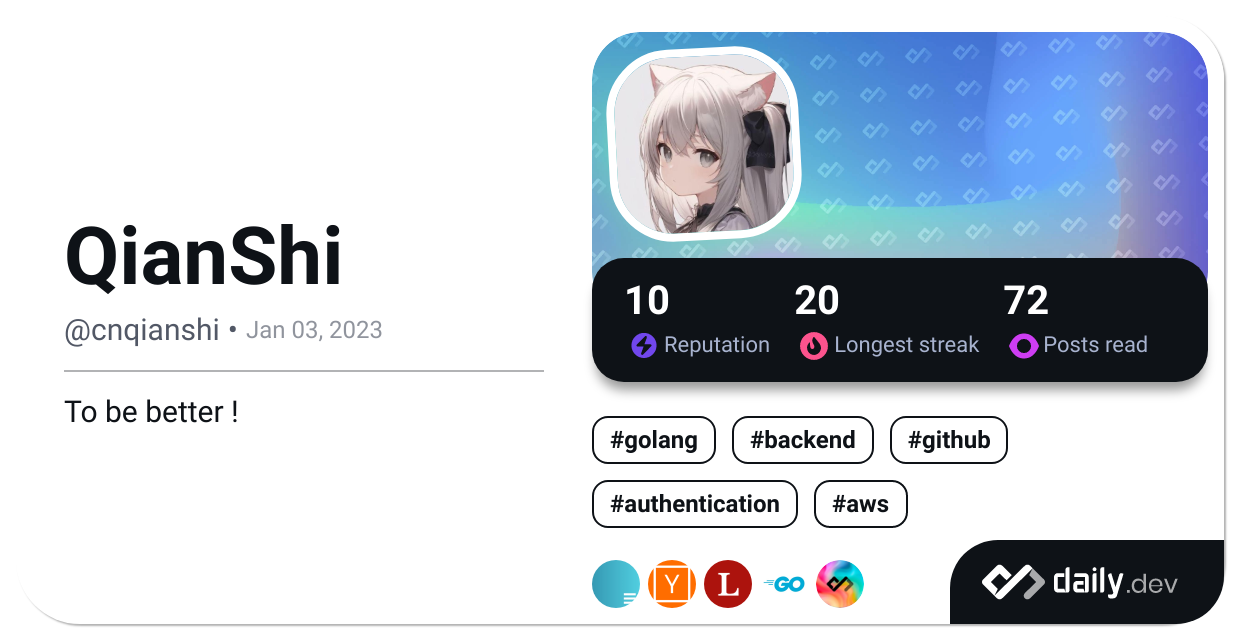 QianShi
@cnqianshi • Jan 03, 2023
To be better !
10 20 72
Reputation Longest streak Posts read
#golang #backend #github
#authentication #aws
Y L GO
daily.dev